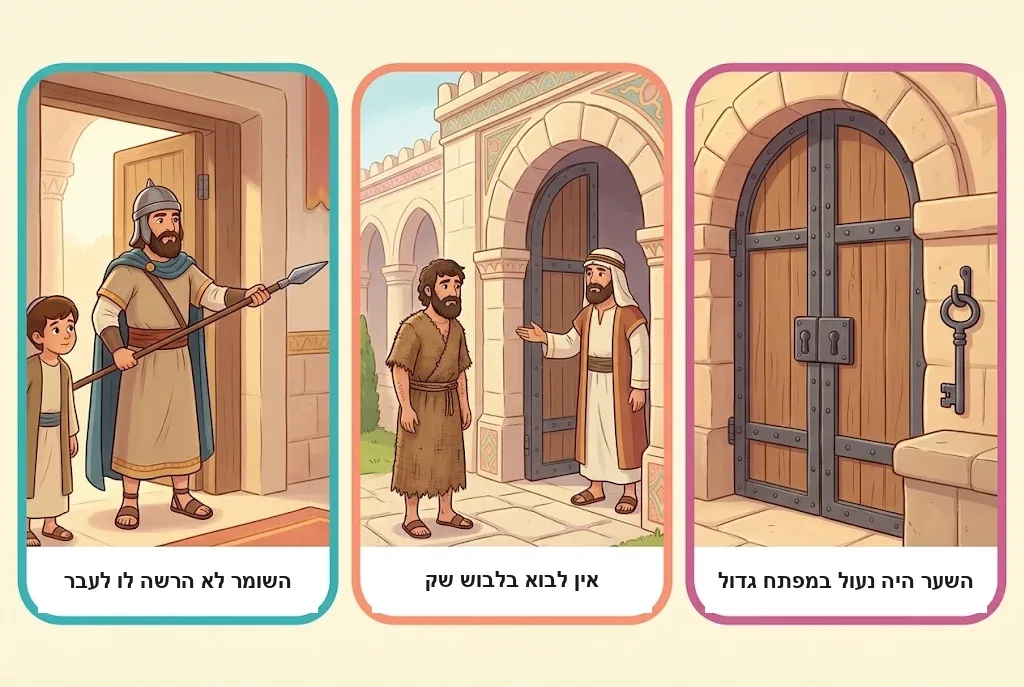 השער היה נעול במפתח גדול
אין לבוא בלבוש שק
השומר לא הרשה לו לעבר